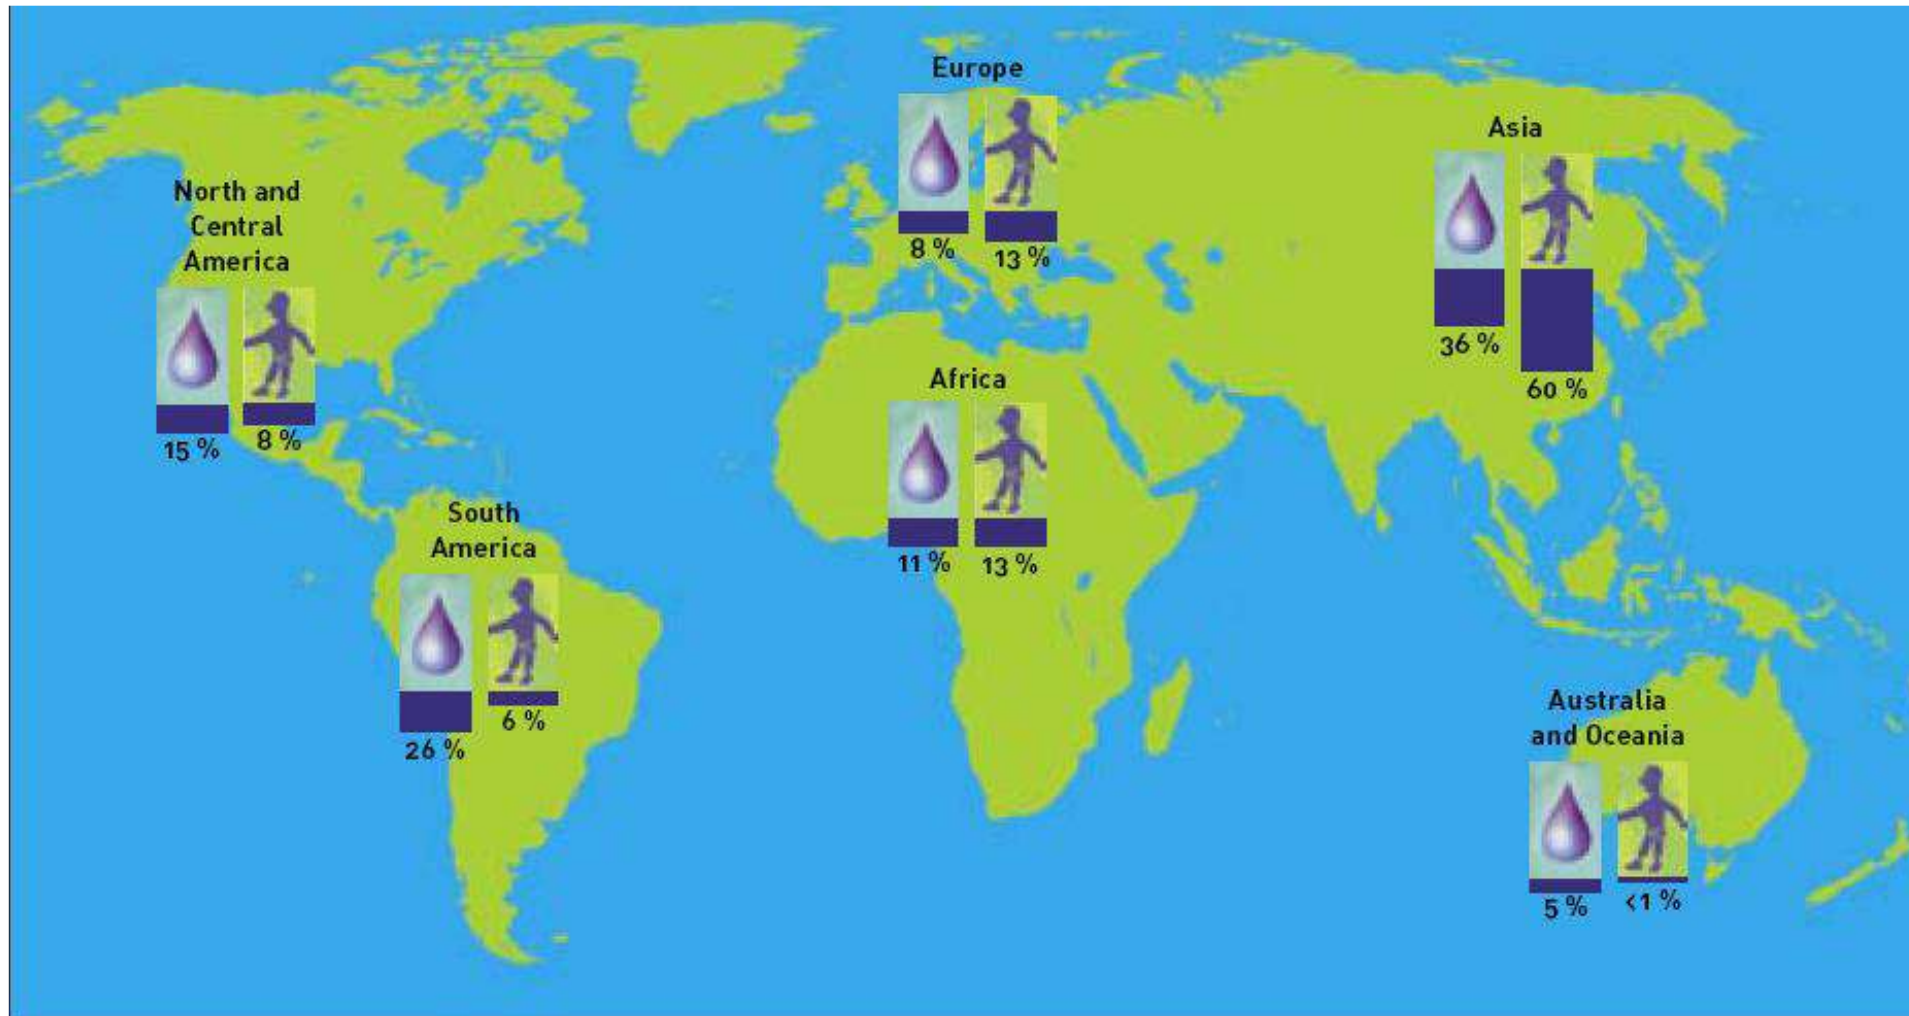 North and
Central
America
15 %
8 %
South
America
26 %
6 %
Europe
8 %
13 %
Africa
11 %
13 %
Asia
36 %
60 %
Australia
and Oceania
5 %
<1 %